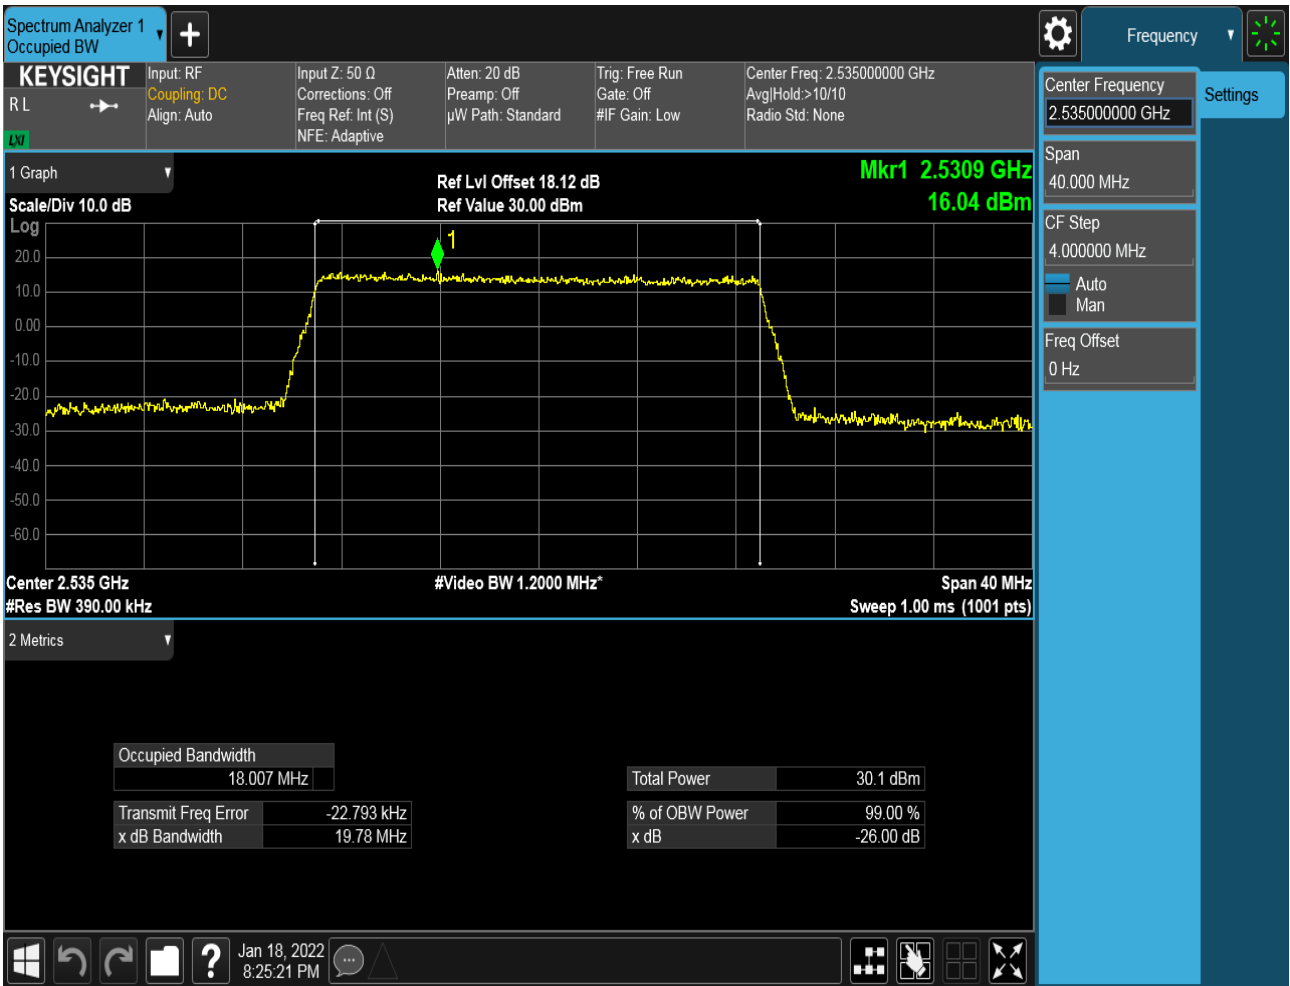 Spectrum Analyzer 1
Occupied BW
Frequency
KEYSIGHT
R L
LXI
Input: RF
Coupling: DC
Align: Auto
Input Z: 50 Ω
Corrections: Off
Freq Ref: Int (S)
NFE: Adaptive
Atten: 20 dB
Preamp: Off
µW Path: Standard
Trig: Free Run
Gate: Off
#IF Gain: Low
Center Freq: 2.535000000 GHz
Avg|Hold:>10/10
Radio Std: None
Center Frequency
2.535000000 GHz
Settings
Span
40.000 MHz
CF Step
4.000000 MHz
Auto
Man
Freq Offset
0 Hz
1 Graph
Scale/Div 10.0 dB
Ref Lvl Offset 18.12 dB
Ref Value 30.00 dBm
Mkr1 2.5309 GHz
16.04 dBm
Log
1
20.0
10.0
0.00
-10.0
-20.0
-30.0
-40.0
-50.0
-60.0
Center 2.535 GHz
#Video BW 1.2000 MHz*
Span 40 MHz
#Res BW 390.00 kHz
Sweep 1.00 ms (1001 pts)
2 Metrics
Occupied Bandwidth
18.007 MHz
Transmit Freq Error -22.793 kHz
x dB Bandwidth 19.78 MHz
Total Power 30.1 dBm
% of OBW Power 99.00 %
x dB -26.00 dB
?
Jan 18, 2022
8:25:21 PM